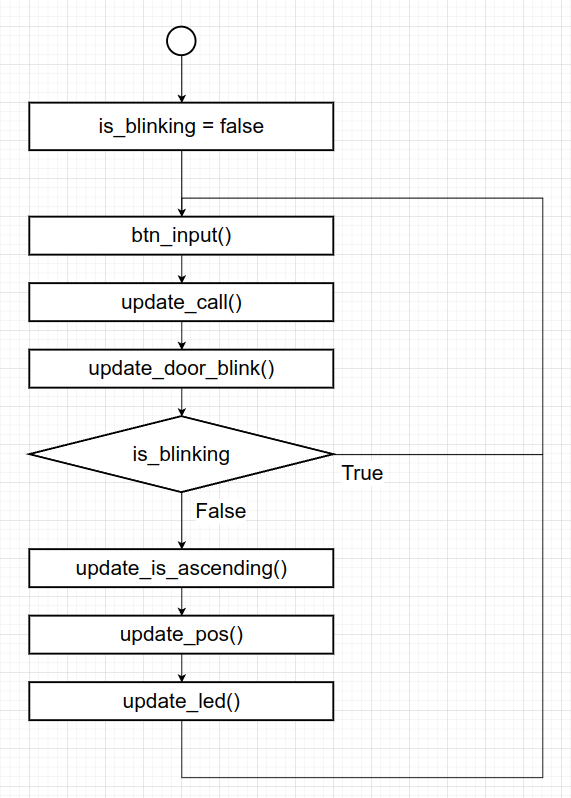 is_blinking = false
btn_input()
update_call()
update_door_blink()
is_blinking
True
False
update_is_ascending()
update_pos()
update_led()